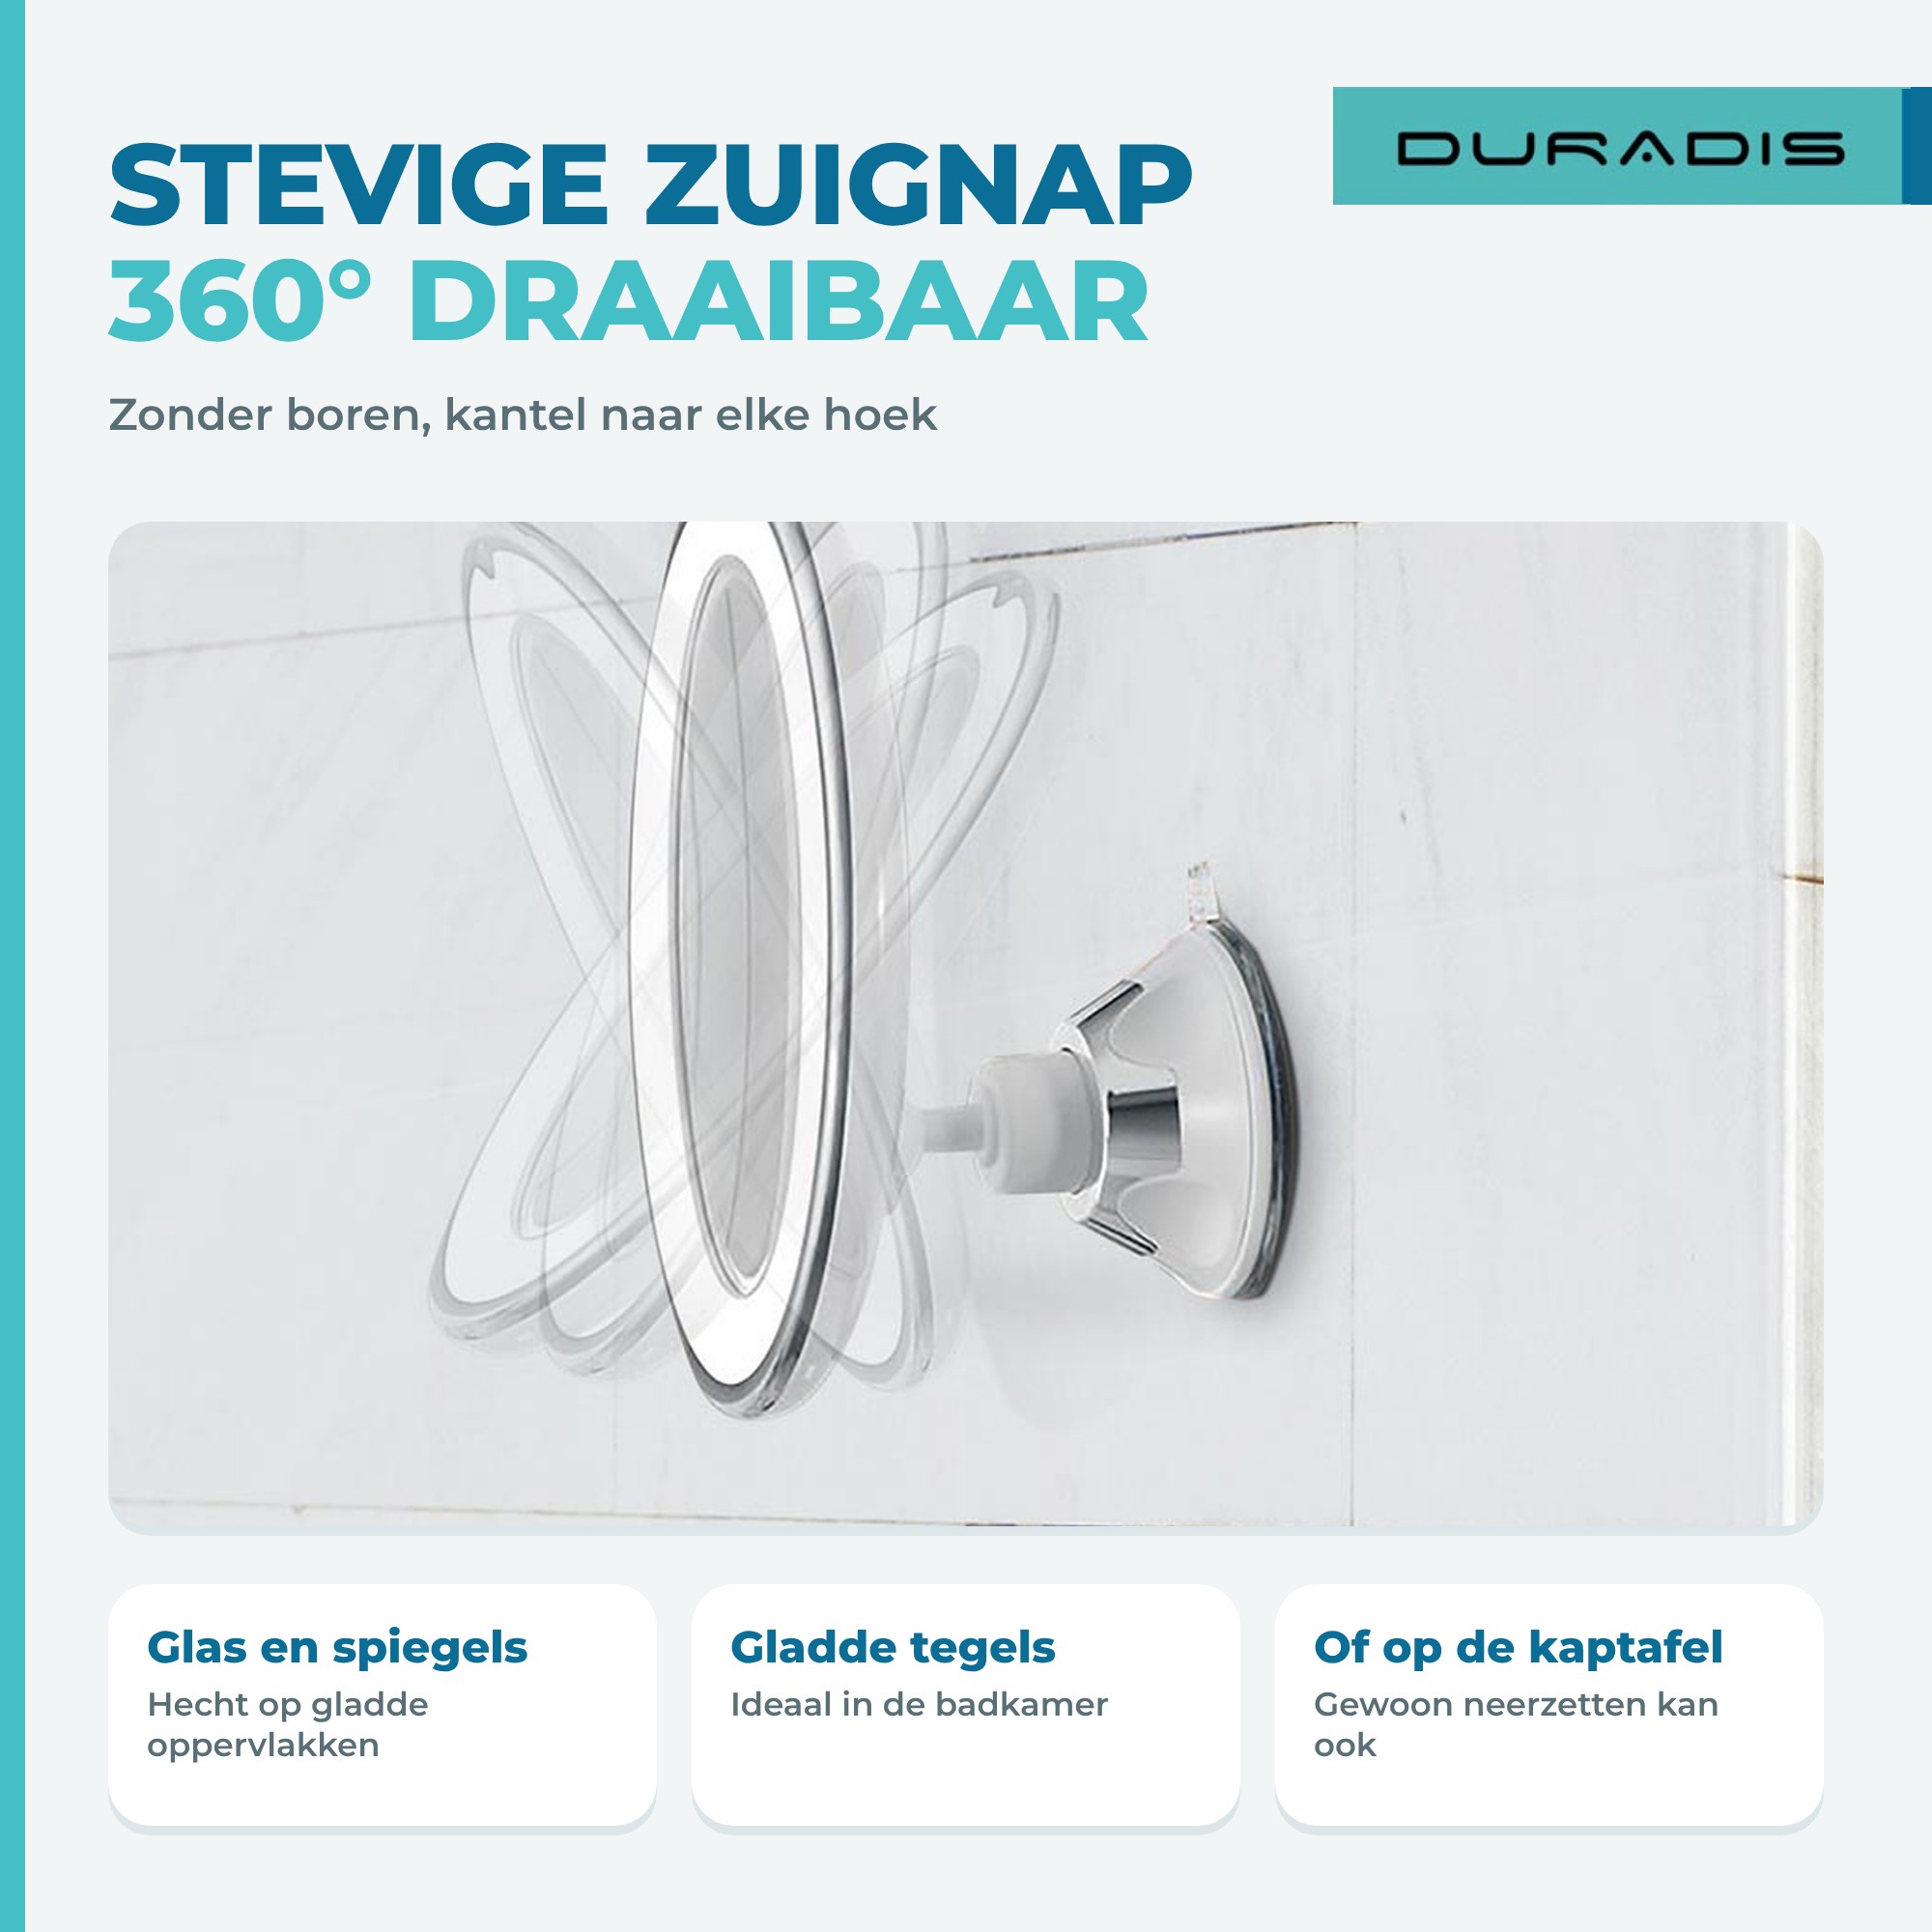 DURADIS
STEVIGE ZUIGNAP
360° DRAAIBAAR
Zonder boren, kantel naar elke hoek
Glas en spiegels
Hecht op gladde
oppervlakken
Gladde tegels
Ideaal in de badkamer
Of op de kaptafel
Gewoon neerzetten kan
ook